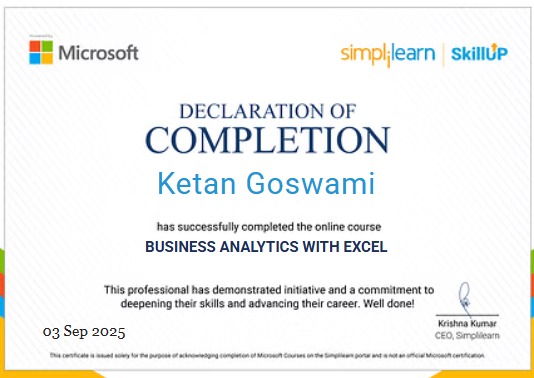 Powered by
Microsoft
simplilearn | SkillUP
DECLARATION OF
COMPLETION
Ketan Goswami
has successfully completed the online course
BUSINESS ANALYTICS WITH EXCEL
This professional has demonstrated initiative and a commitment to
deepening their skills and advancing their career. Well done!
03 Sep 2025
Krishna Kumar
CEO, Simplilearn
This certificate is issued solely for the purpose of acknowledging completion of Microsoft Courses on the Simplilearn portal and is not an official Microsoft certification.